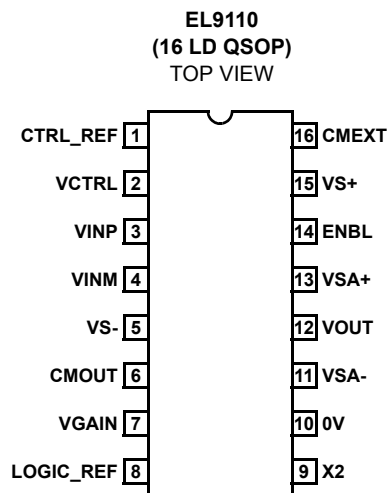 EL9110
(16 LD QSOP)
TOP VIEW
CTRL_REF 1 16 CMEXT
VCTRL 2 15 VS+
VINP 3 14 ENBL
VINM 4 13 VSA+
VS- 5 12 VOUT
CMOUT 6 11 VSA-
VGAIN 7 10 0V
LOGIC_REF 8 9 X2